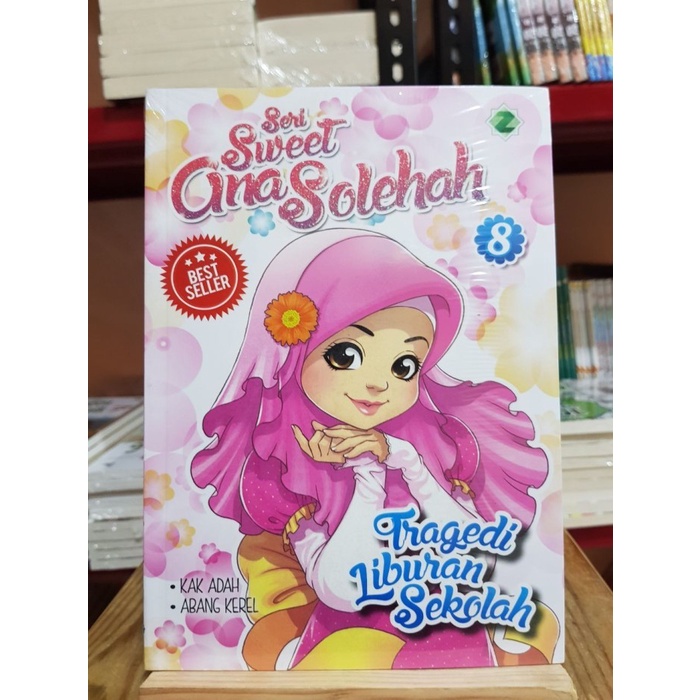 Seri
Sweet
Ana Solehah
8
BEST
SELLER
Tragedi
Liburan
Sekolah
• KAK ADAH
• ABANG KEREL